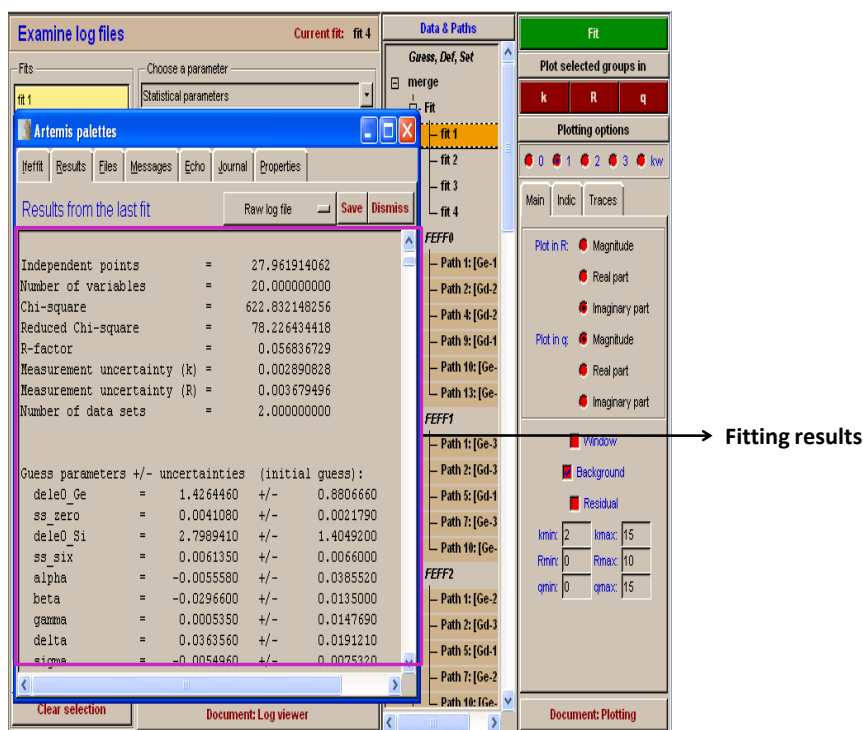 Examine log files
Current fit: fit 4
Fits
Choose a parameter
fit 1
Statistical parameters
Artemis palettes
Ifeffit Results Files Messages Echo Journal Properties
Results from the last fit
Raw log file
Save Dismiss
Independent points = 27.961914062
Number of variables = 20.000000000
Chi-square = 622.832148256
Reduced Chi-square = 78.226434418
R-factor = 0.056836729
Measurement uncertainty (k) = 0.002890828
Measurement uncertainty (R) = 0.003679496
Number of data sets = 2.000000000
Guess parameters +/- uncertainties (initial guess):
dele0_Ge = 1.4264460 +/- 0.8806660
ss_zero = 0.0041080 +/- 0.0021790
dele0_Si = 2.7989410 +/- 1.4049200
ss_six = 0.0061350 +/- 0.0066000
alpha = -0.0055580 +/- 0.0385520
beta = -0.0296600 +/- 0.0135000
gamma = 0.0005350 +/- 0.0147690
delta = 0.0363560 +/- 0.0191210
sigma = -0.0054960 +/- 0.0075320
Clear selection
Document: Log viewer
Data & Paths
Guess, Def, Set
merge
Fit
fit 1
fit 2
fit 3
fit 4
FEFF0
Path 1: [Ge-1
Path 2: [Gd-2
Path 4: [Gd-2
Path 9: [Gd-1
Path 10: [Ge-
Path 13: [Ge-
FEFF1
Path 1: [Ge-3
Path 2: [Gd-3
Path 5: [Gd-1
Path 7: [Ge-3
Path 10: [Ge-
FEFF2
Path 1: [Ge-2
Path 2: [Gd-3
Path 5: [Gd-1
Path 7: [Ge-2
Path 10: [Ge-
Fit
Plot selected groups in
k R q
Plotting options
0 1 2 3 kw
Main Indic Traces
Plot in R: Magnitude
Real part
Imaginary part
Plot in q: Magnitude
Real part
Imaginary part
Window
Background
Residual
kmin: 2 kmax: 15
Rmin: 0 Rmax: 10
qmin: 0 qmax: 15
Document: Plotting
Fitting results